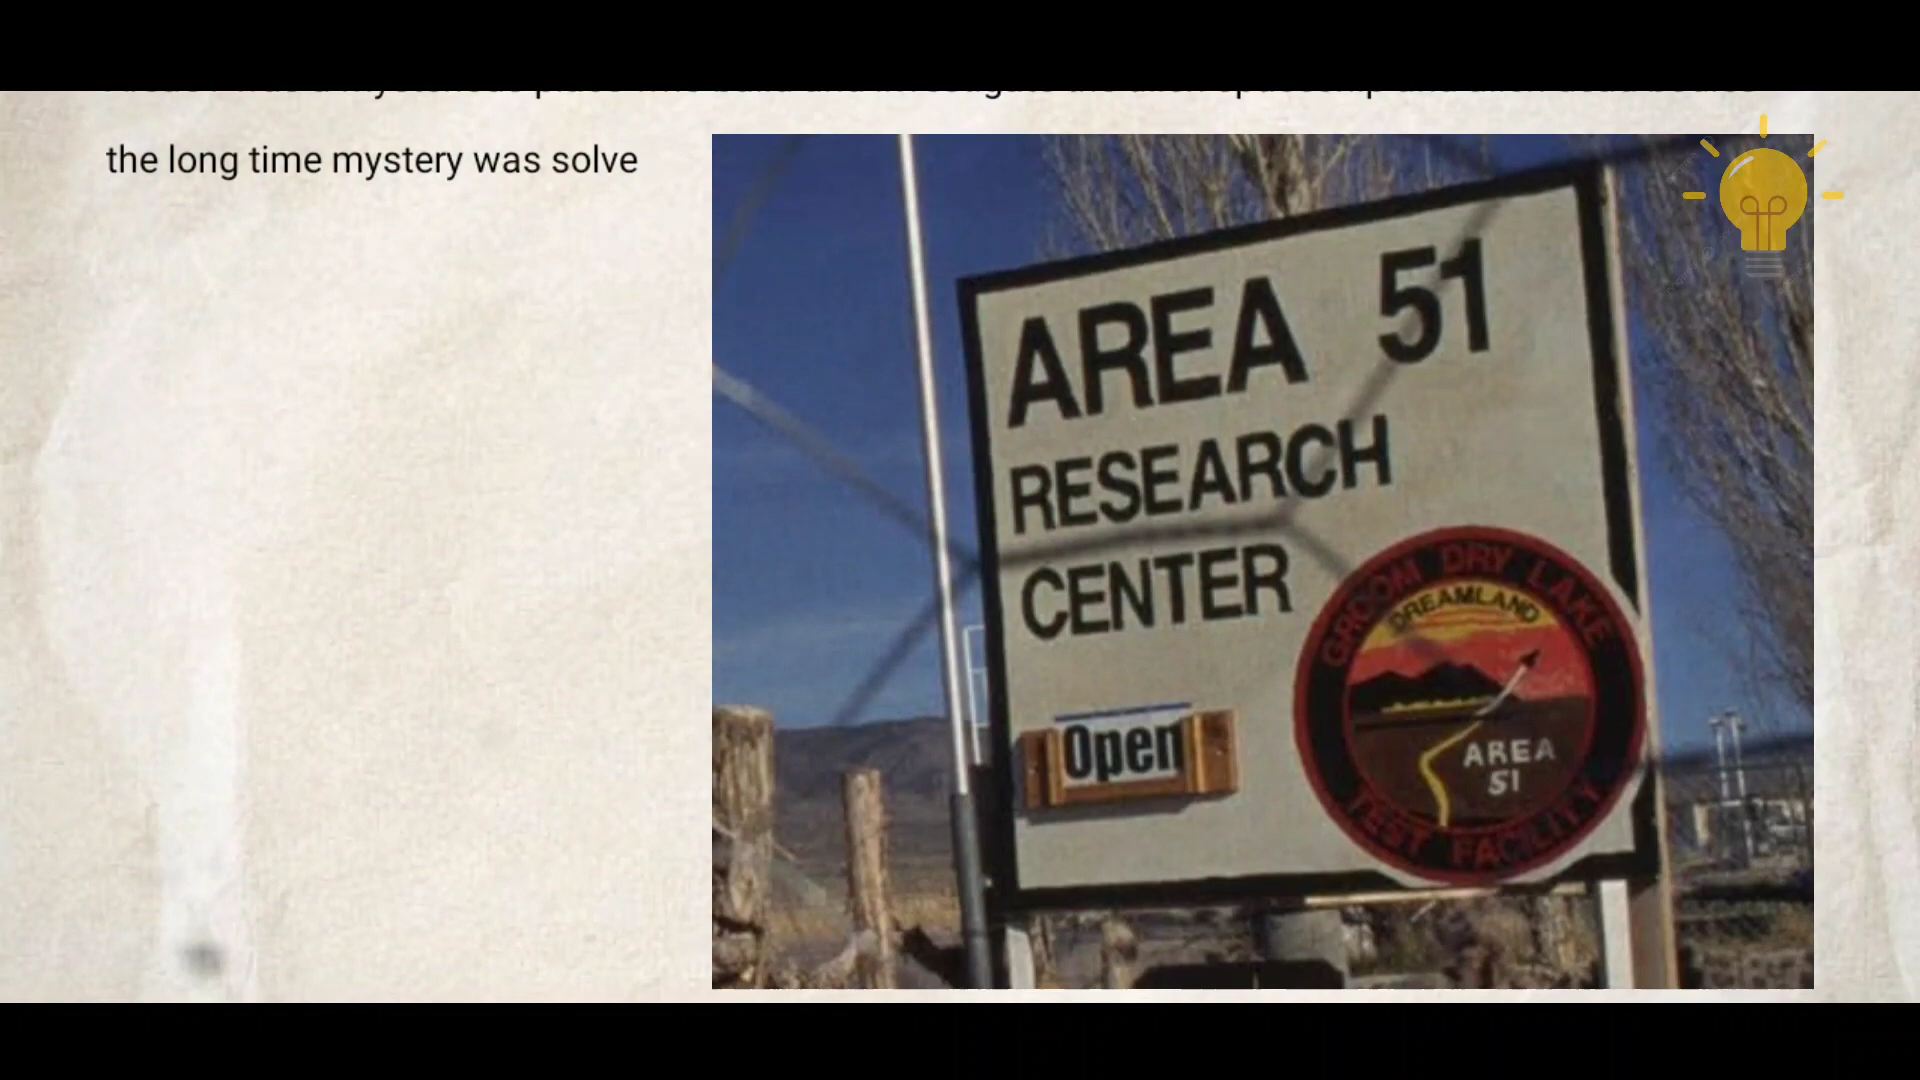 the long time mystery was solve
AREA 51
RESEARCH
CENTER
Open
GROOM DRY LAKE
DREAMLAND
AREA
51
TEST FACILITY